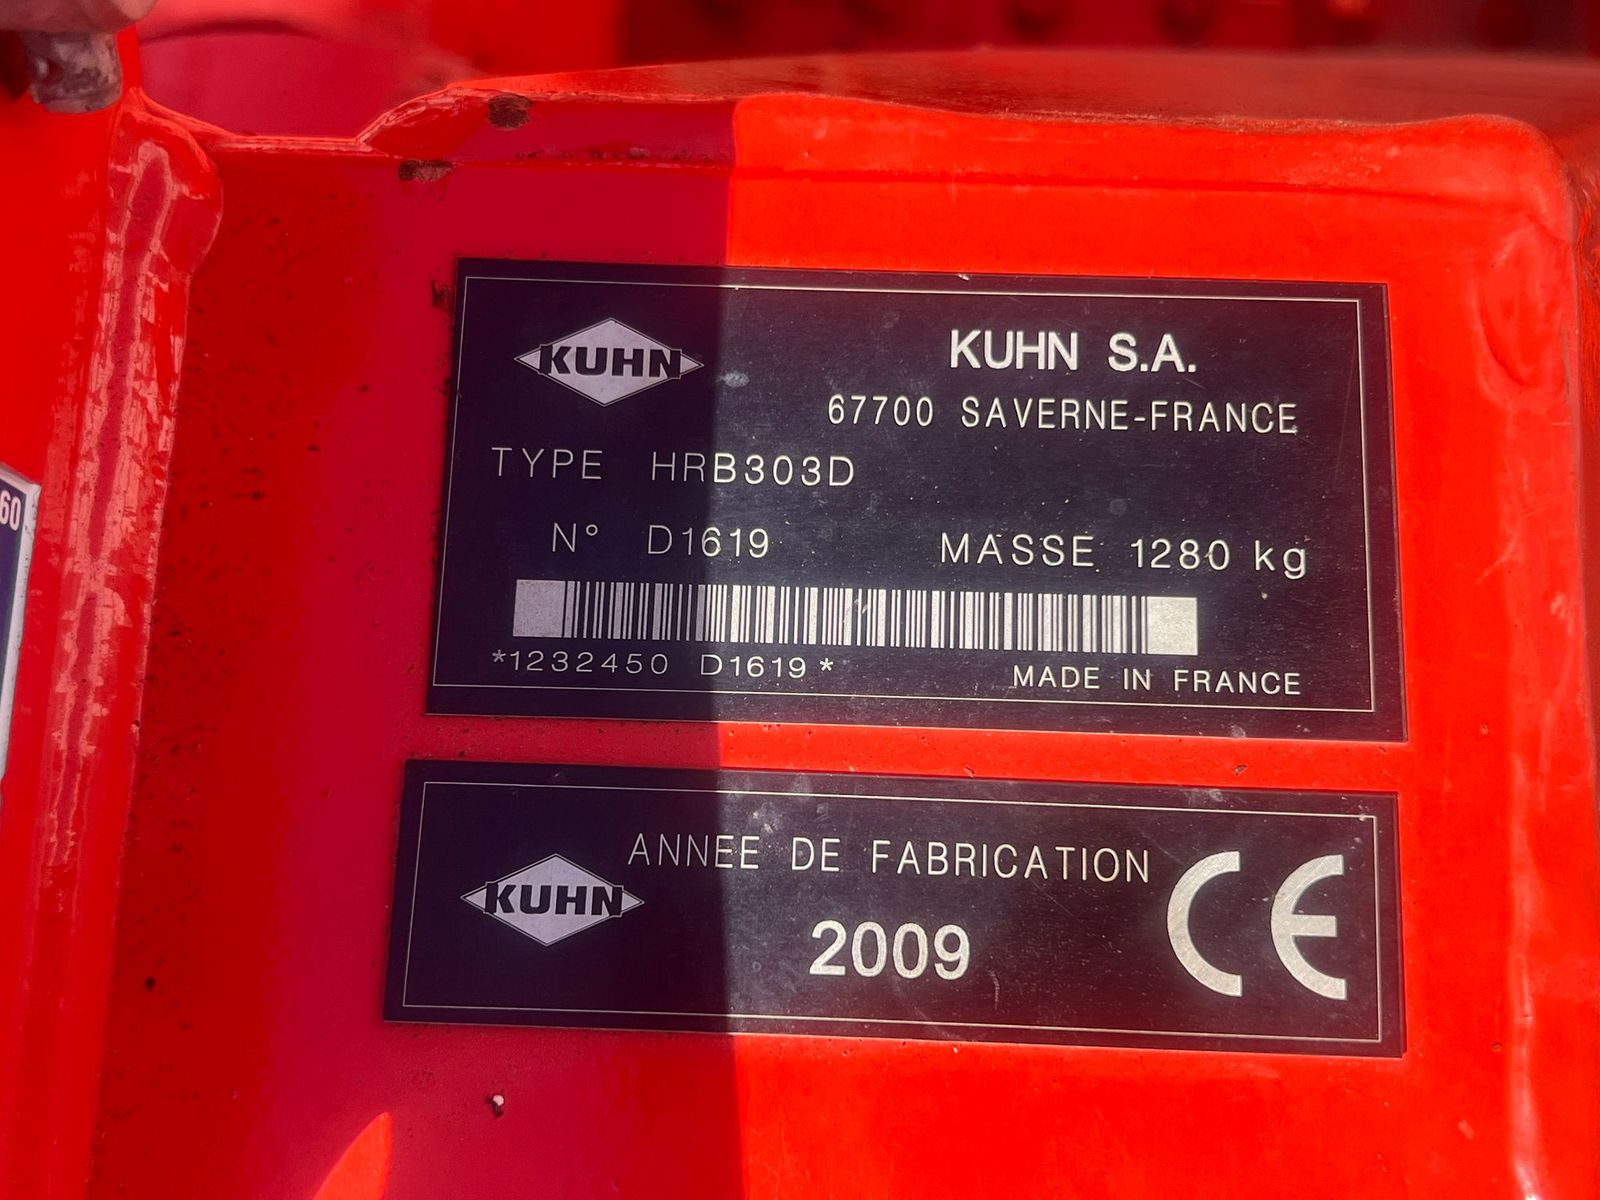 KUHN
KUHN S.A.
67700 SAVERNE-FRANCE
TYPE HRB303D
N° D1619 MASSE 1280 kg
*1232450 D1619*
MADE IN FRANCE
KUHN
ANNEE DE FABRICATION
2009
CE
60